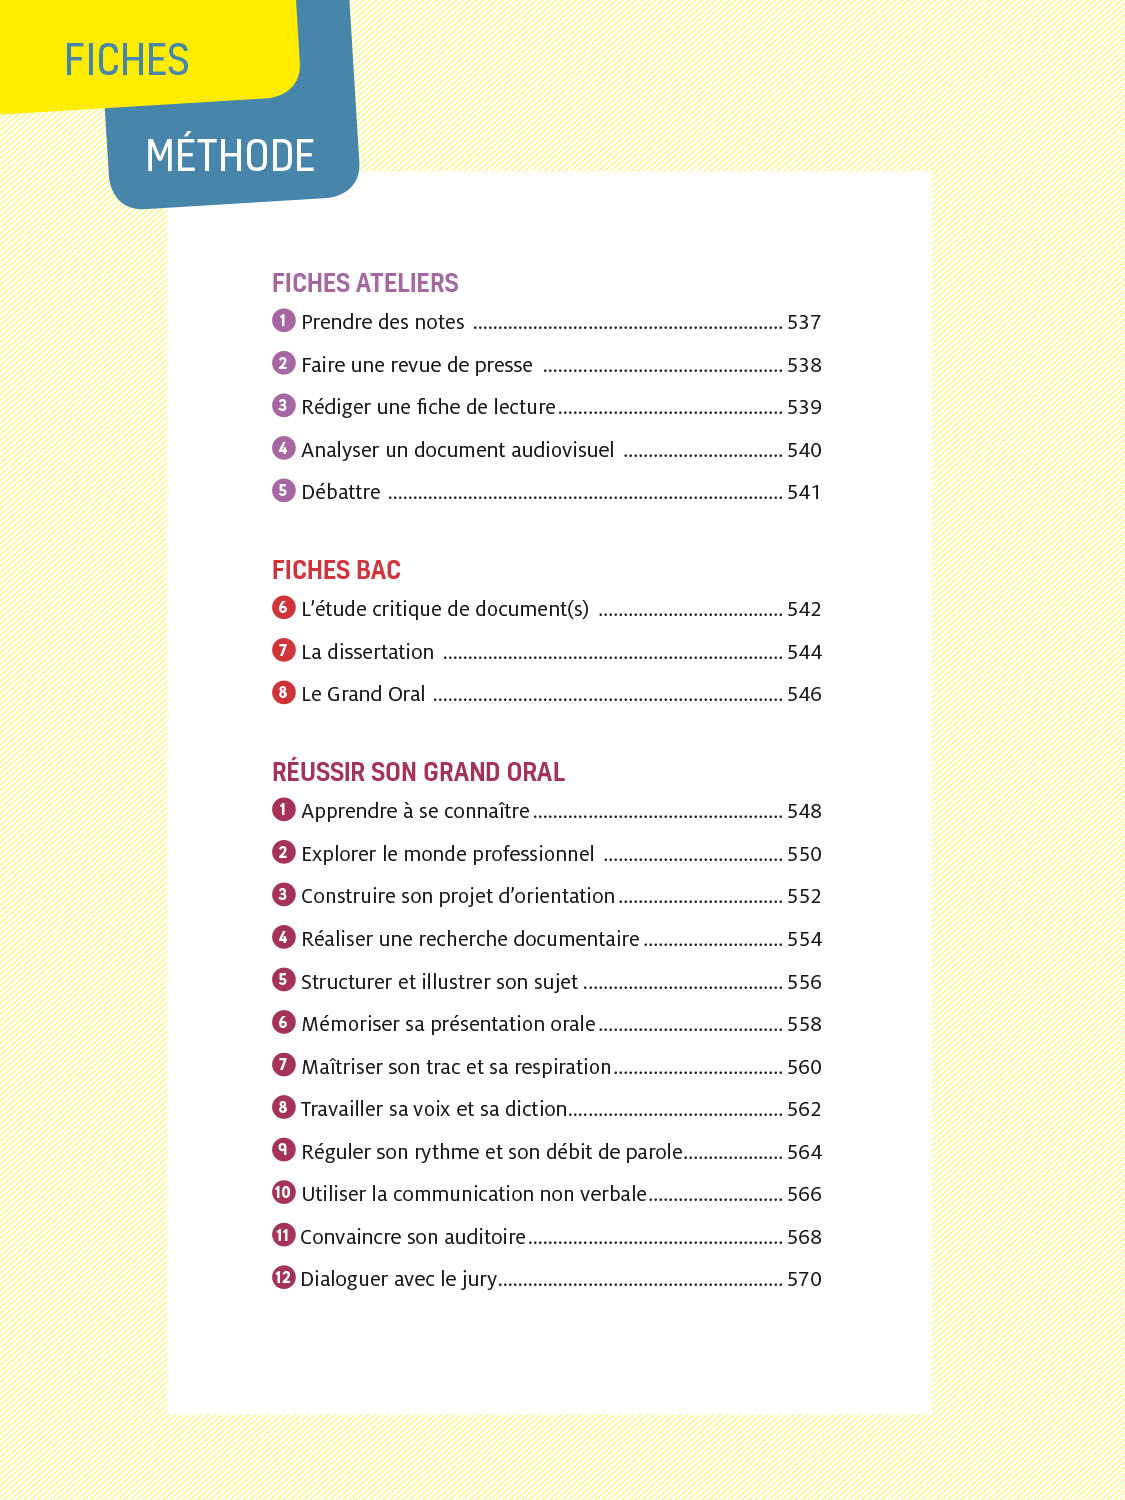 FICHES
MÉTHODE
FICHES ATELIERS
1 Prendre des notes ............................................................... 537
2 Faire une revue de presse ................................................. 538
3 Rédiger une fiche de lecture.............................................. 539
4 Analyser un document audiovisuel ................................ 540
5 Débattre ................................................................................ 541
FICHES BAC
6 L’étude critique de document(s) ..................................... 542
7 La dissertation ..................................................................... 544
8 Le Grand Oral ....................................................................... 546
RÉUSSIR SON GRAND ORAL
1 Apprendre à se connaître................................................... 548
2 Explorer le monde professionnel .................................... 550
3 Construire son projet d’orientation................................. 552
4 Réaliser une recherche documentaire............................ 554
5 Structurer et illustrer son sujet ........................................ 556
6 Mémoriser sa présentation orale..................................... 558
7 Maîtriser son trac et sa respiration.................................. 560
8 Travailler sa voix et sa diction........................................... 562
9 Réguler son rythme et son débit de parole.................... 564
10 Utiliser la communication non verbale........................... 566
11 Convaincre son auditoire.................................................... 568
12 Dialoguer avec le jury.......................................................... 570